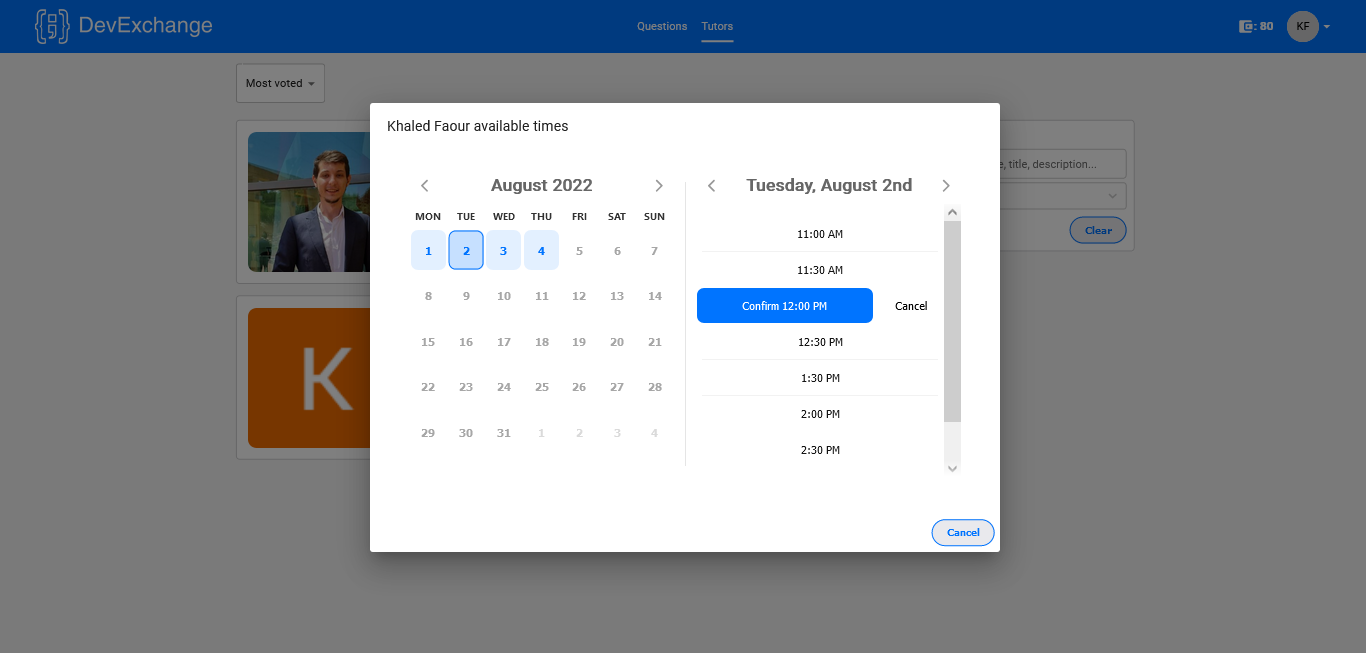 DevExchange
Questions Tutors
: 80
KF
Most voted
Khaled Faour available times
August 2022
MON TUE WED THU FRI SAT SUN
1 2 3 4 5 6 7
8 9 10 11 12 13 14
15 16 17 18 19 20 21
22 23 24 25 26 27 28
29 30 31 1 2 3 4
Tuesday, August 2nd
11:00 AM
11:30 AM
Confirm 12:00 PM Cancel
12:30 PM
1:30 PM
2:00 PM
2:30 PM
Cancel
title, description...
Clear
K